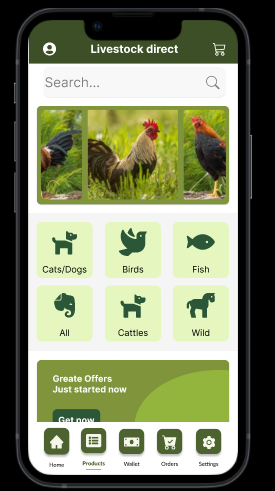 Livestock direct
Search...
Cats/Dogs
Birds
Fish
All
Cattles
Wild
Greate Offers
Just started now
Get now
Home
Products
Wallet
Orders
Settings